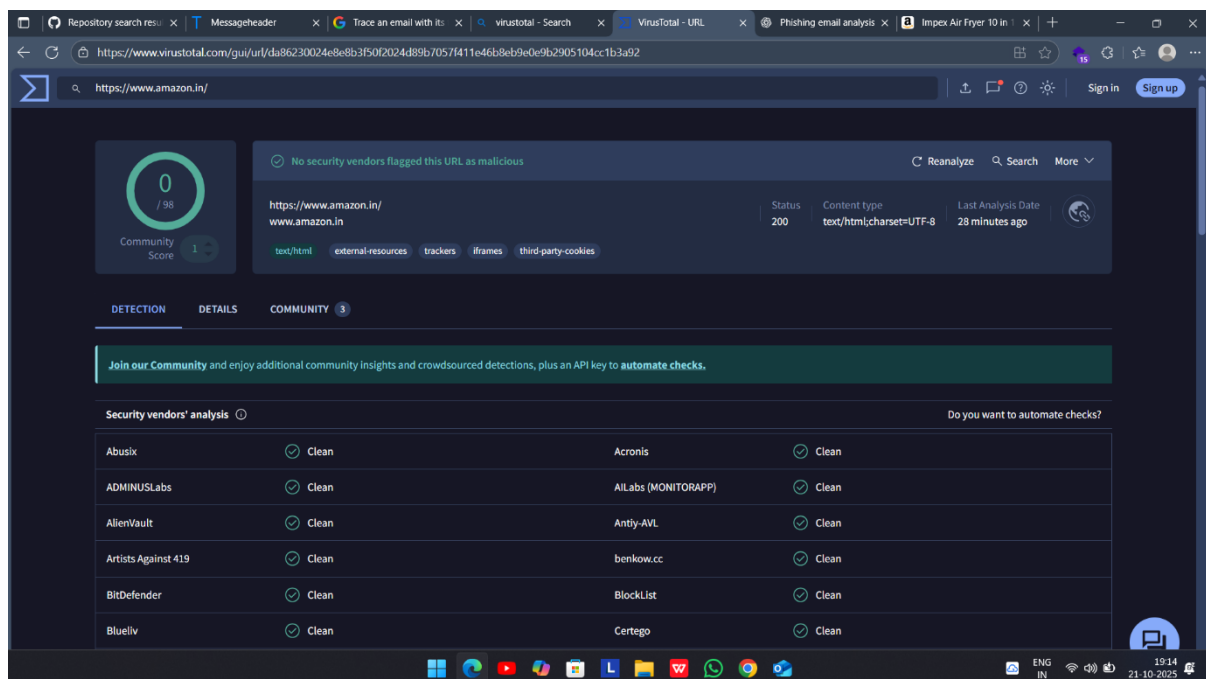 Repository search resu
Messageheader
Trace an email with its
virustotal - Search
VirusTotal - URL
Phishing email analysis
Impex Air Fryer 10 in 1
https://www.virustotal.com/gui/url/da86230024e8e8b3f50f2024d89b7057f411e46b8eb9e0e9b2905104cc1b3a92
15
https://www.amazon.in/
Sign in
Sign up
0
/ 98
Community Score
1
No security vendors flagged this URL as malicious
Reanalyze
Search
More
https://www.amazon.in/
www.amazon.in
Status
200
Content type
text/html;charset=UTF-8
Last Analysis Date
28 minutes ago
text/html
external-resources
trackers
iframes
third-party-cookies
DETECTION
DETAILS
COMMUNITY 3
Join our Community and enjoy additional community insights and crowdsourced detections, plus an API key to automate checks.
Security vendors' analysis
Do you want to automate checks?
Abusix Clean Acronis Clean
ADMINUSLabs Clean AILabs (MONITORAPP) Clean
AlienVault Clean Antiy-AVL Clean
Artists Against 419 Clean benkow.cc Clean
BitDefender Clean BlockList Clean
Blueliv Clean Certego Clean
ENG
IN
19:14
21-10-2025